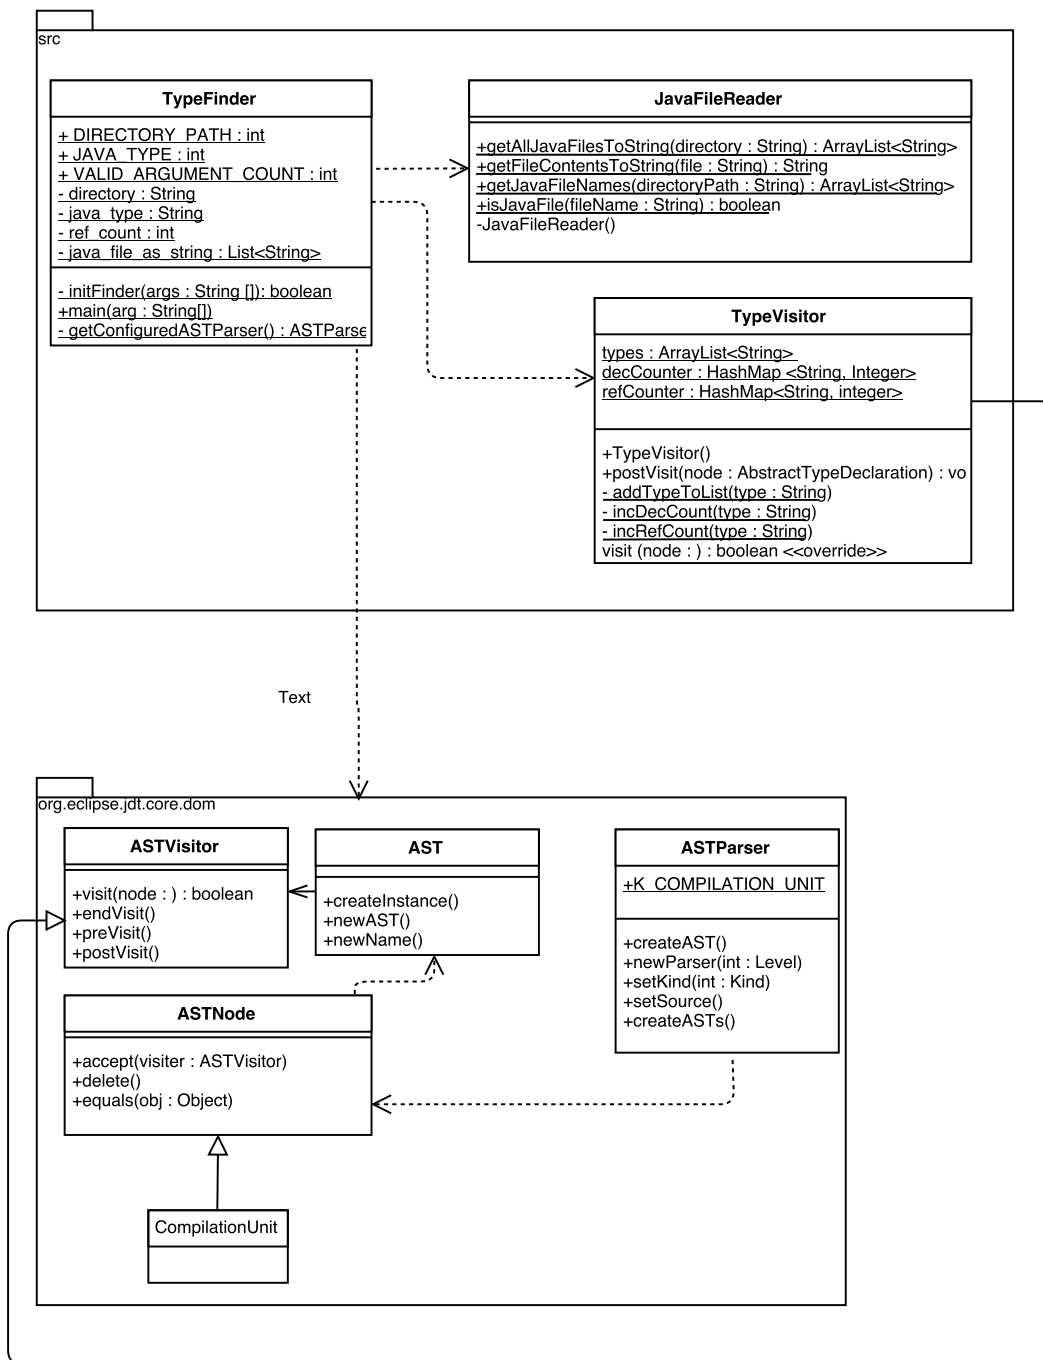 src
TypeFinder
+ DIRECTORY_PATH : int
+ JAVA_TYPE : int
+ VALID_ARGUMENT_COUNT : int
- directory : String
- java_type : String
- ref_count : int
- java_file_as_string : List<String>
- initFinder(args : String []): boolean
+main(arg : String[])
- getConfiguredASTParser() : ASTParse
JavaFileReader
+getAllJavaFilesToString(directory : String) : ArrayList<String>
+getFileContentsToString(file : String) : String
+getJavaFileNames(directoryPath : String) : ArrayList<String>
+isJavaFile(fileName : String) : boolean
-JavaFileReader()
TypeVisitor
types : ArrayList<String>
decCounter : HashMap <String, Integer>
refCounter : HashMap<String, integer>
+TypeVisitor()
+postVisit(node : AbstractTypeDeclaration) : vo
- addTypeToList(type : String)
- incDecCount(type : String)
- incRefCount(type : String)
visit (node : ) : boolean <<override>>
Text
org.eclipse.jdt.core.dom
ASTVisitor
+visit(node : ) : boolean
+endVisit()
+preVisit()
+postVisit()
AST
+createInstance()
+newAST()
+newName()
ASTParser
+K_COMPILATION_UNIT
+createAST()
+newParser(int : Level)
+setKind(int : Kind)
+setSource()
+createASTs()
ASTNode
+accept(visiter : ASTVisitor)
+delete()
+equals(obj : Object)
CompilationUnit